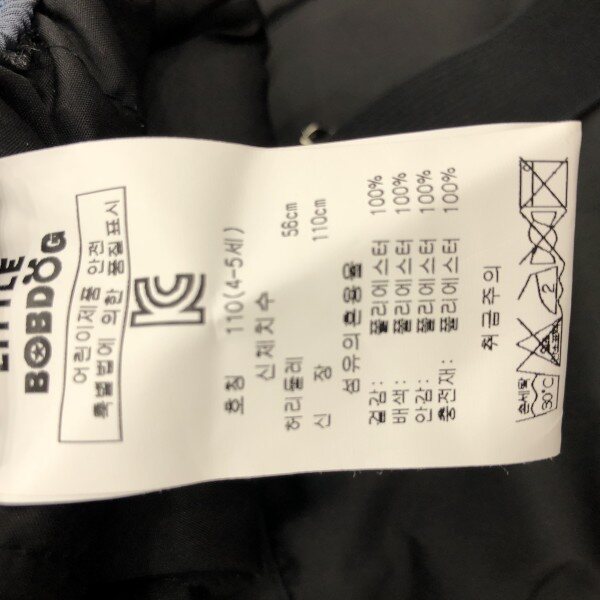 LITTLE
BOBDOG
어린이제품 안전
특별법에 의한 품질 표시
호칭 110(4-5세)
신체치수
허리둘레 56cm
신 장 110cm
섬유의혼용율
겉감: 폴리에스터 100%
배색: 폴리에스터 100%
안감: 폴리에스터 100%
충전재: 폴리에스터 100%
취급주의
손세탁
30℃